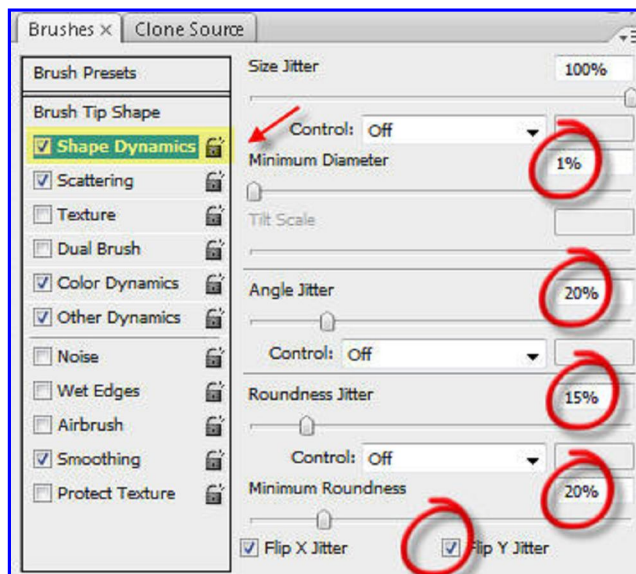 Brushes × Clone Source
Brush Presets
Brush Tip Shape
Shape Dynamics
Scattering
Texture
Dual Brush
Color Dynamics
Other Dynamics
Noise
Wet Edges
Airbrush
Smoothing
Protect Texture
Size Jitter 100%
Control: Off
Minimum Diameter 1%
Tilt Scale
Angle Jitter 20%
Control: Off
Roundness Jitter 15%
Control: Off
Minimum Roundness 20%
Flip X Jitter Flip Y Jitter